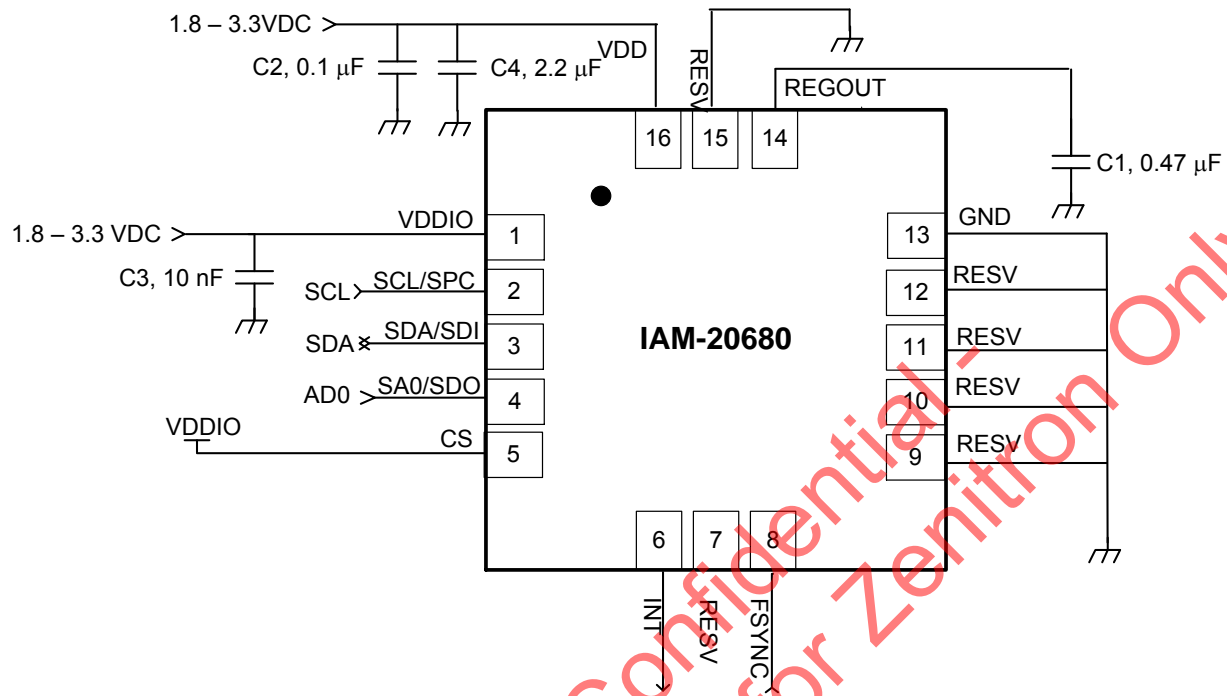 1.8 – 3.3VDC
VDD
C2, 0.1 μF
C4, 2.2 μF
RESV
REGOUT
C1, 0.47 μF
16
15
14
1.8 – 3.3 VDC
VDDIO
C3, 10 nF
1
SCL
SCL/SPC
2
SDA
SDA/SDI
3
AD0
SA0/SDO
4
VDDIO
CS
5
IAM-20680
13
GND
12
RESV
11
RESV
10
RESV
9
RESV
6
7
8
INT
RESV
FSYNC
Confidential -
for Zenitron Only